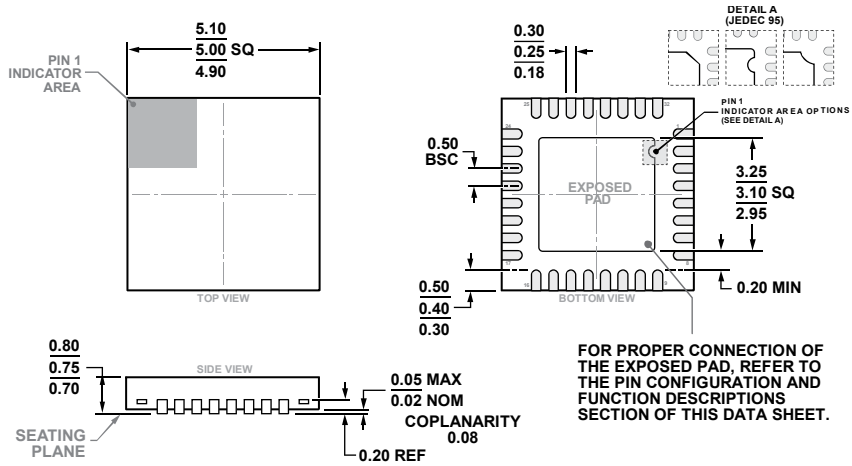 5.10
5.00 SQ
4.90
PIN 1
INDICATOR
AREA
TOP VIEW
0.30
0.25
0.18
DETAIL A
(JEDEC 95)
PIN 1
INDICATOR AREA OPTIONS
(SEE DETAIL A)
25
32
24
1
0.50
BSC
EXPOSED
PAD
3.25
3.10 SQ
2.95
17
8
16
9
0.50
0.40
0.30
BOTTOM VIEW
0.20 MIN
0.80
0.75
0.70
SIDE VIEW
0.05 MAX
0.02 NOM
COPLANARITY
0.08
0.20 REF
SEATING
PLANE
FOR PROPER CONNECTION OF
THE EXPOSED PAD, REFER TO
THE PIN CONFIGURATION AND
FUNCTION DESCRIPTIONS
SECTION OF THIS DATA SHEET.